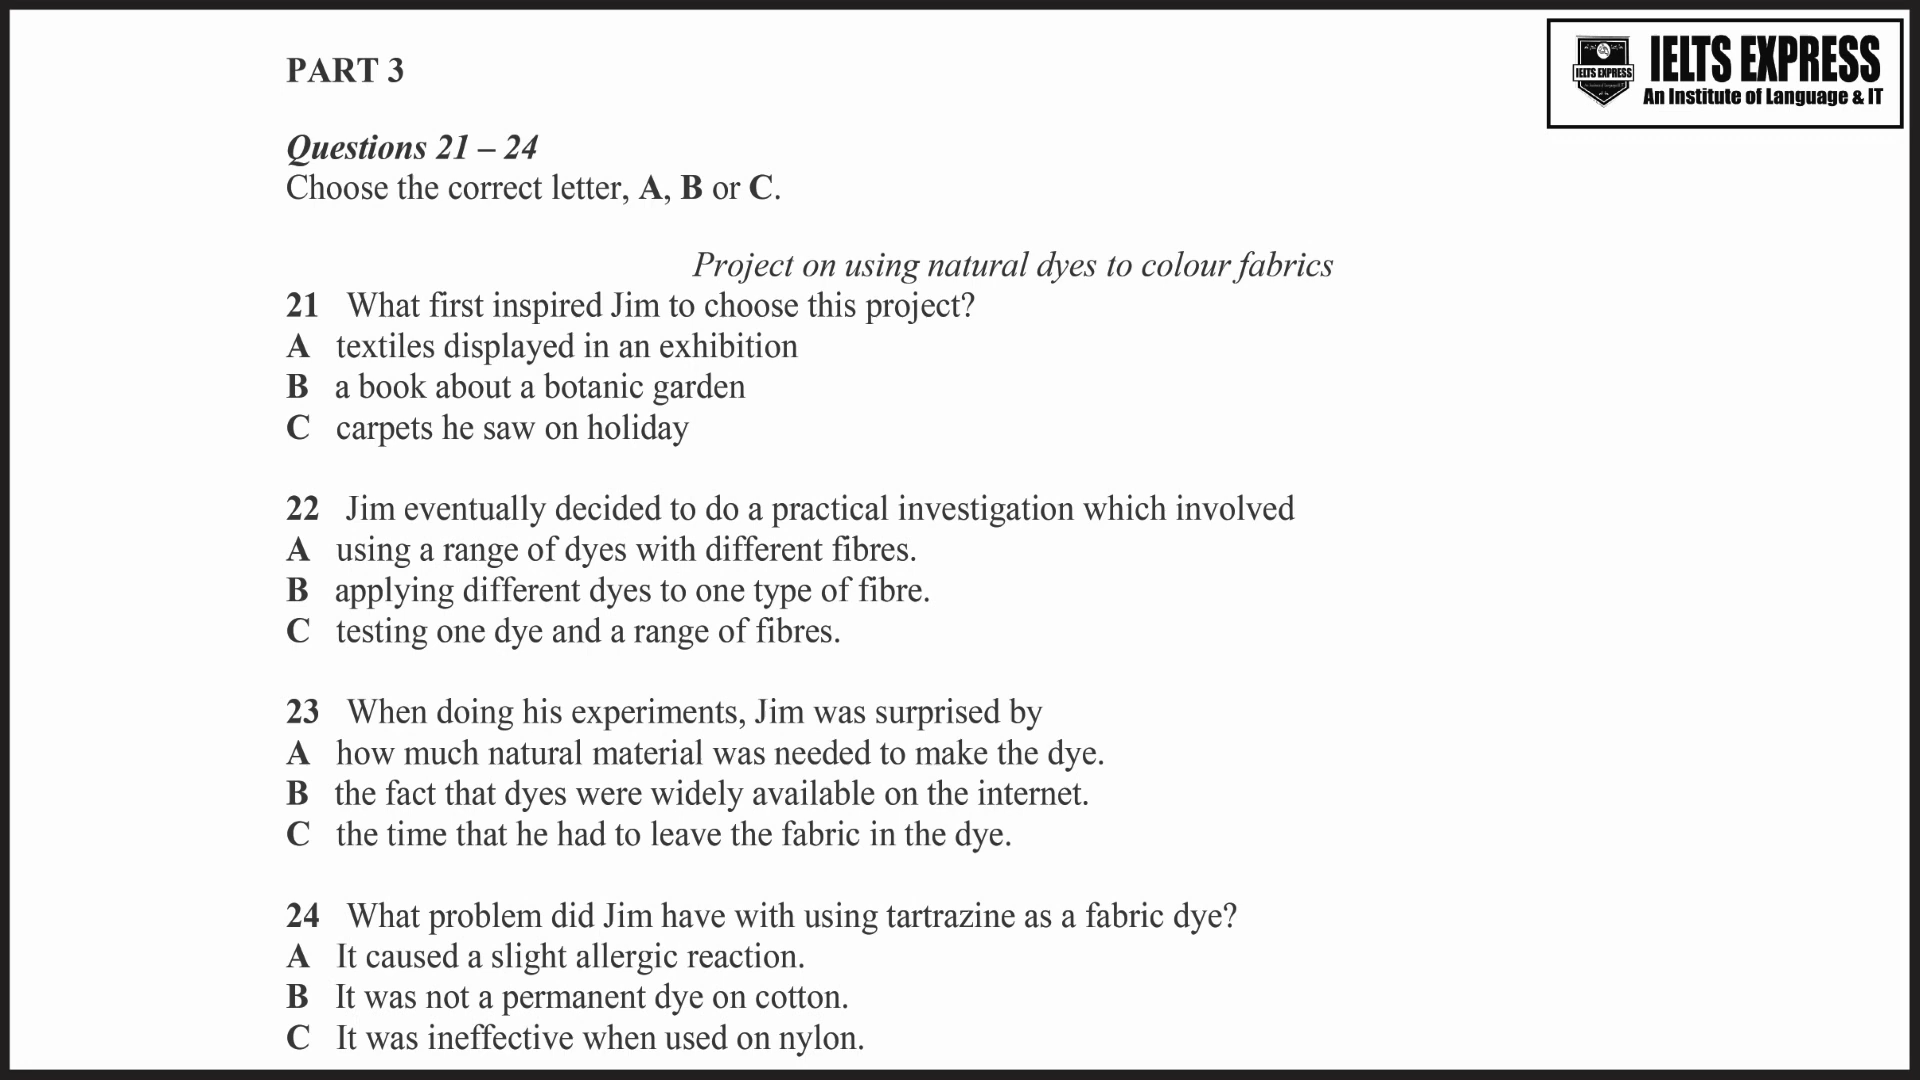 IELTS EXPRESS
IELTS EXPRESS
An Institute of Language & IT
PART 3
Questions 21 – 24
Choose the correct letter, A, B or C.
Project on using natural dyes to colour fabrics
21 What first inspired Jim to choose this project?
A textiles displayed in an exhibition
B a book about a botanic garden
C carpets he saw on holiday
22 Jim eventually decided to do a practical investigation which involved
A using a range of dyes with different fibres.
B applying different dyes to one type of fibre.
C testing one dye and a range of fibres.
23 When doing his experiments, Jim was surprised by
A how much natural material was needed to make the dye.
B the fact that dyes were widely available on the internet.
C the time that he had to leave the fabric in the dye.
24 What problem did Jim have with using tartrazine as a fabric dye?
A It caused a slight allergic reaction.
B It was not a permanent dye on cotton.
C It was ineffective when used on nylon.